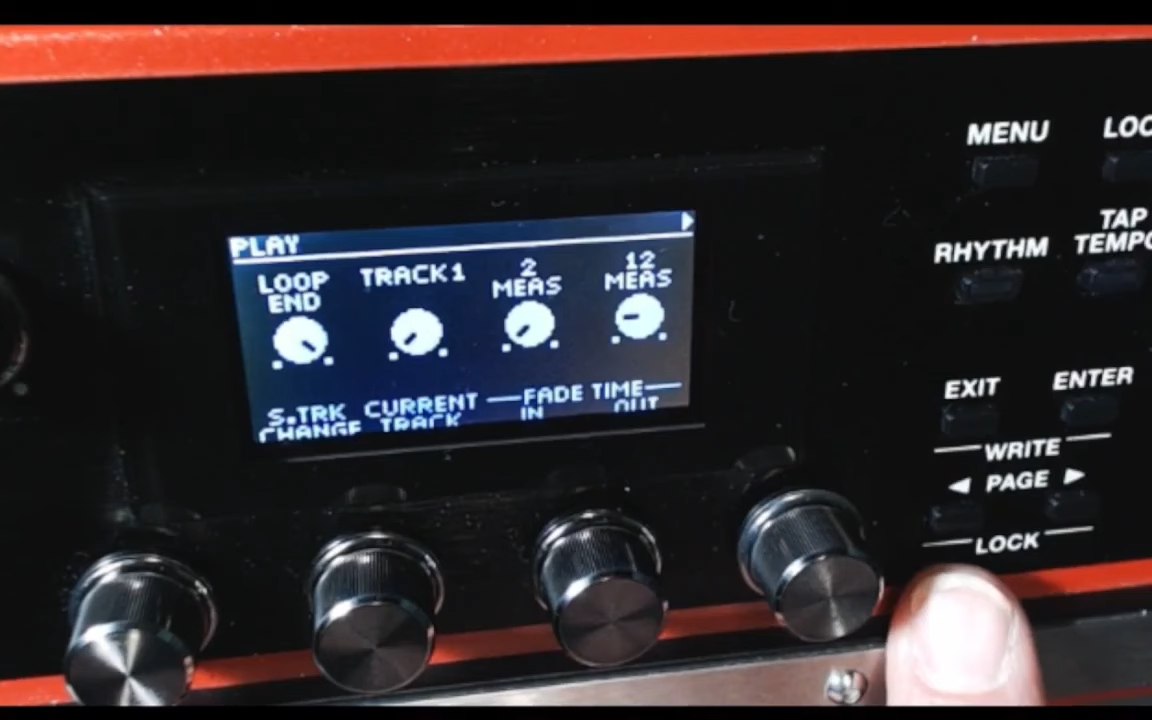 PLAY
LOOP
END
TRACK1
2
MEAS
12
MEAS
S.TRK
CHANGE
CURRENT
TRACK
FADE TIME
IN
OUT
MENU
RHYTHM
TAP
EXIT
ENTER
WRITE
PAGE
LOCK